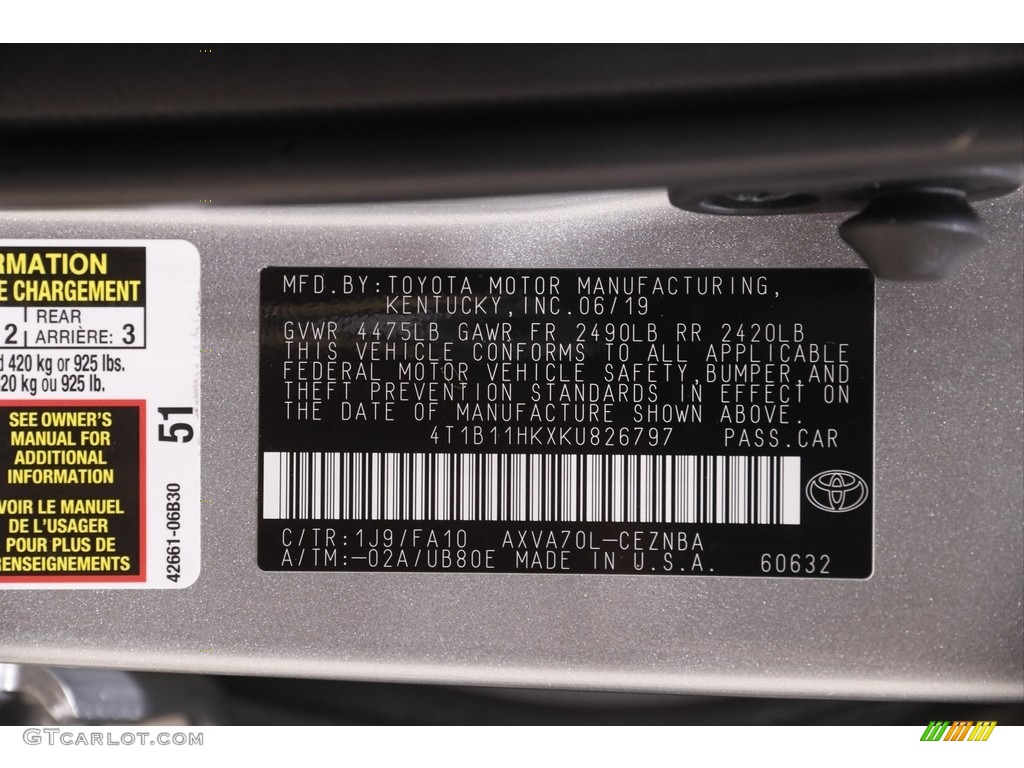 RMATION
E CHARGEMENT
2 REAR
ARRIÈRE: 3
420 kg or 925 lbs.
20 kg ou 925 lb.
SEE OWNER'S
MANUAL FOR
ADDITIONAL
INFORMATION
VOIR LE MANUEL
DE L'USAGER
POUR PLUS DE
RENSEIGNEMENTS
51
42661-06B30
MFD.BY:TOYOTA MOTOR MANUFACTURING,
KENTUCKY,INC.06/19
GVWR 4475LB GAWR FR 2490LB RR 2420LB
THIS VEHICLE CONFORMS TO ALL APPLICABLE
FEDERAL MOTOR VEHICLE SAFETY,BUMPER,AND
THEFT PREVENTION STANDARDS IN EFFECT ON
THE DATE OF MANUFACTURE SHOWN ABOVE.
4T1B11HKXKU826797 PASS.CAR
C/TR:1J9/FA10 AXVA70L-CEZNBA
A/TM:-02A/UB80E MADE IN U.S.A. 60632
GTCarlot.com